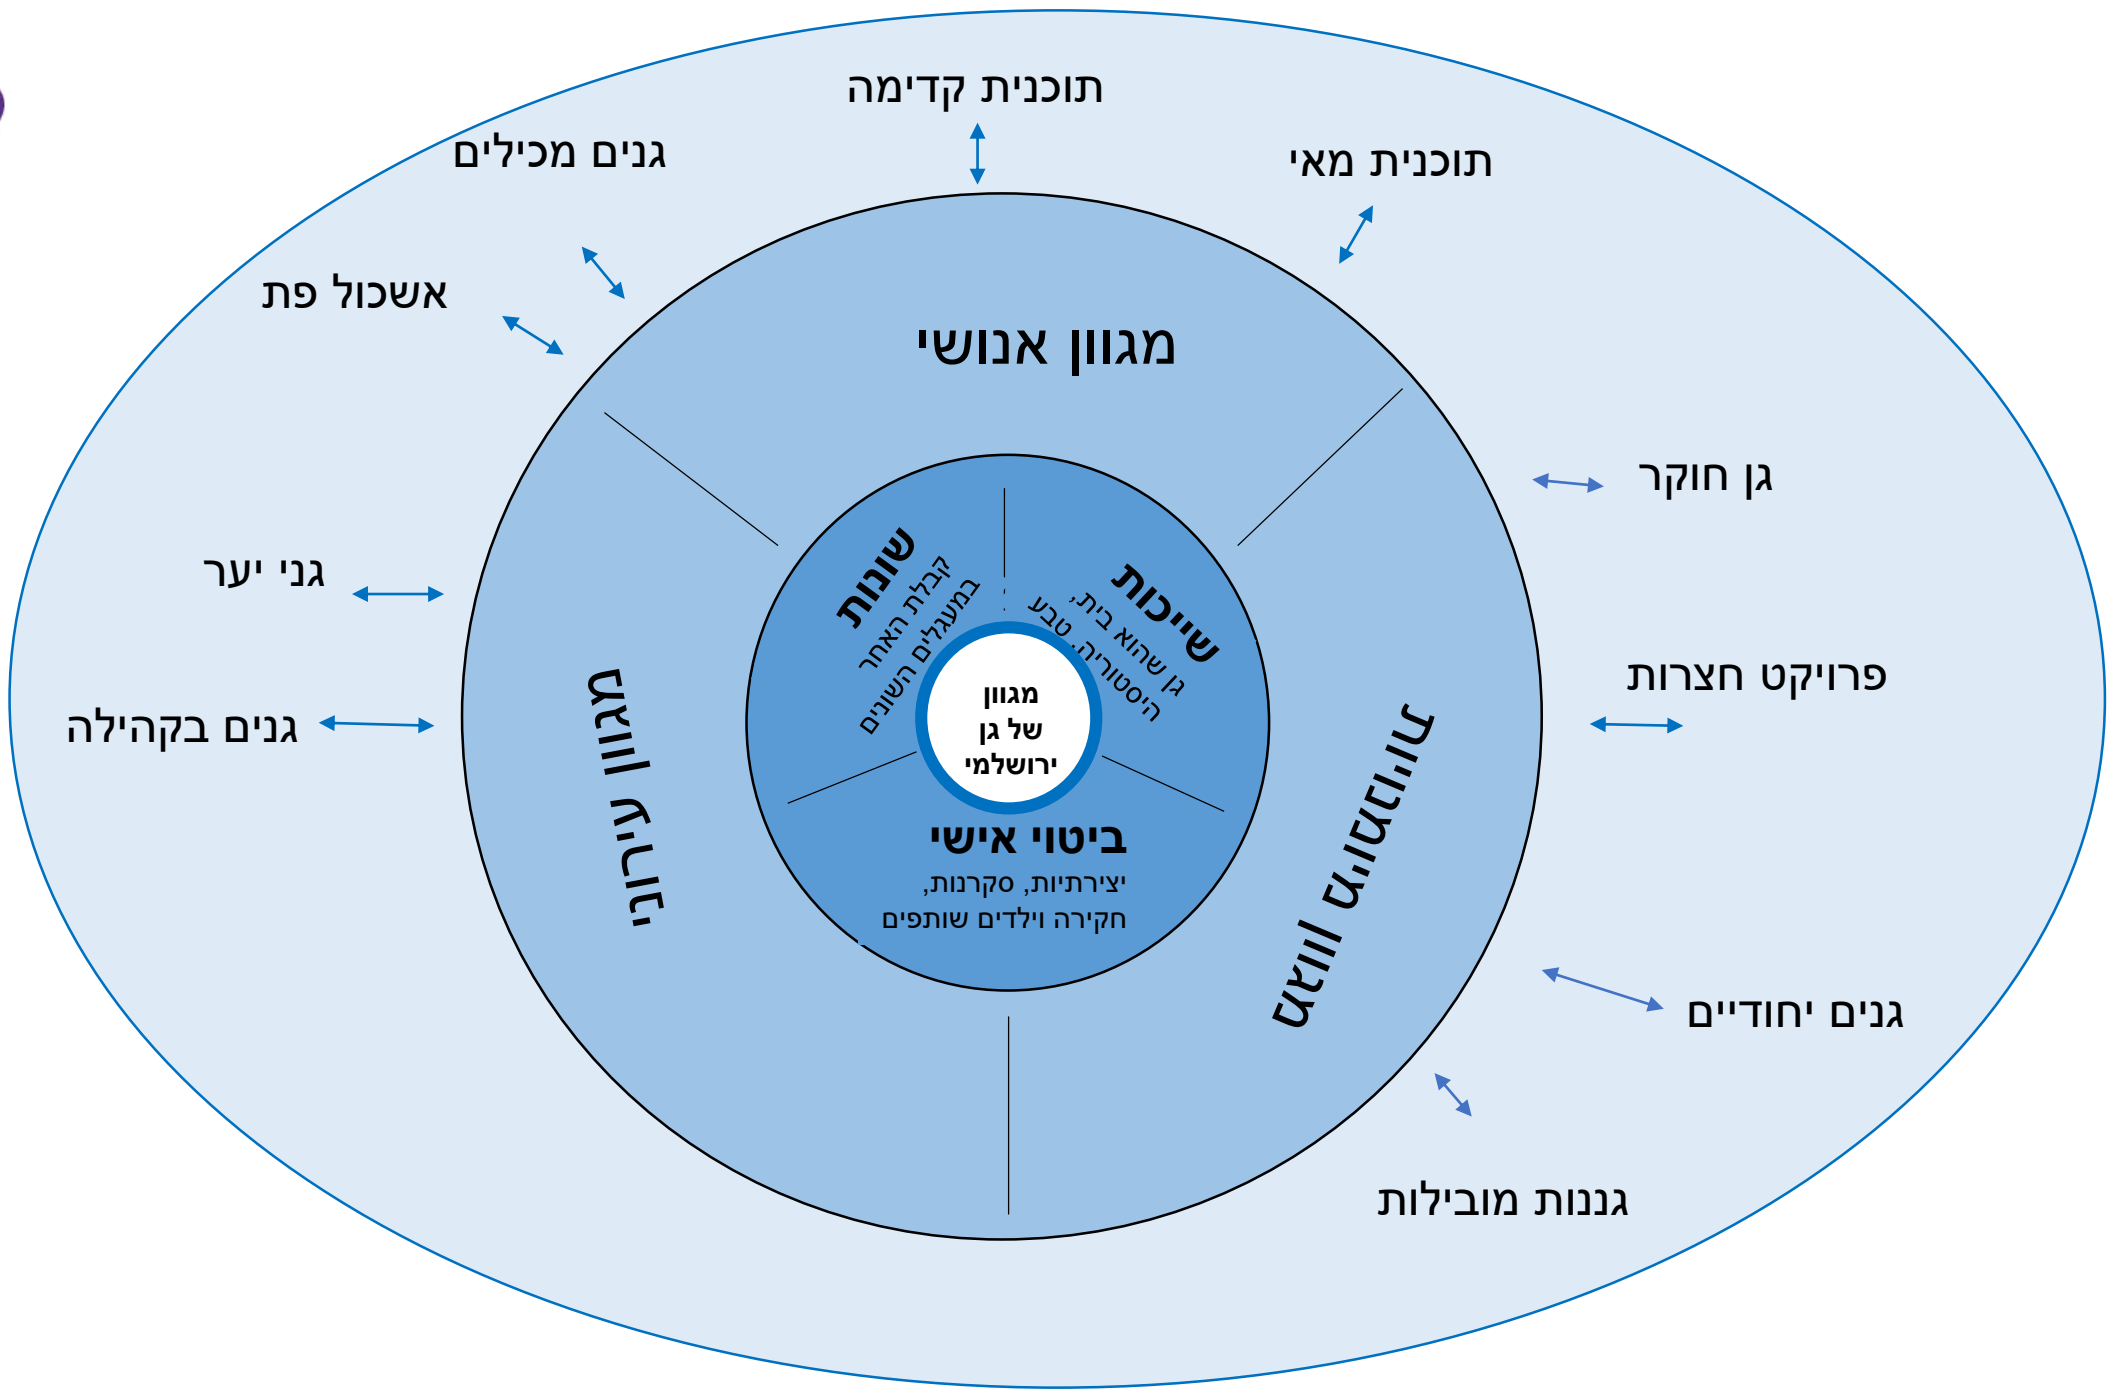 תוכנית קדימה
תוכנית מאי
גנים מכילים
אשכול פת
גן חוקר
גני יער
פרויקט חצרות
גנים בקהילה
גנים יחודיים
גננות מובילות
מגוון אנושי
מגוון מיומנויות
מגוון עירוני
שייכות
גן שהוא בית,
היסטוריה, טבע
שונות
קבלת האחר
במעגלים השונים
מגוון
של גן
ירושלמי
ביטוי אישי
יצירתיות, סקרנות,
חקירה וילדים שותפים